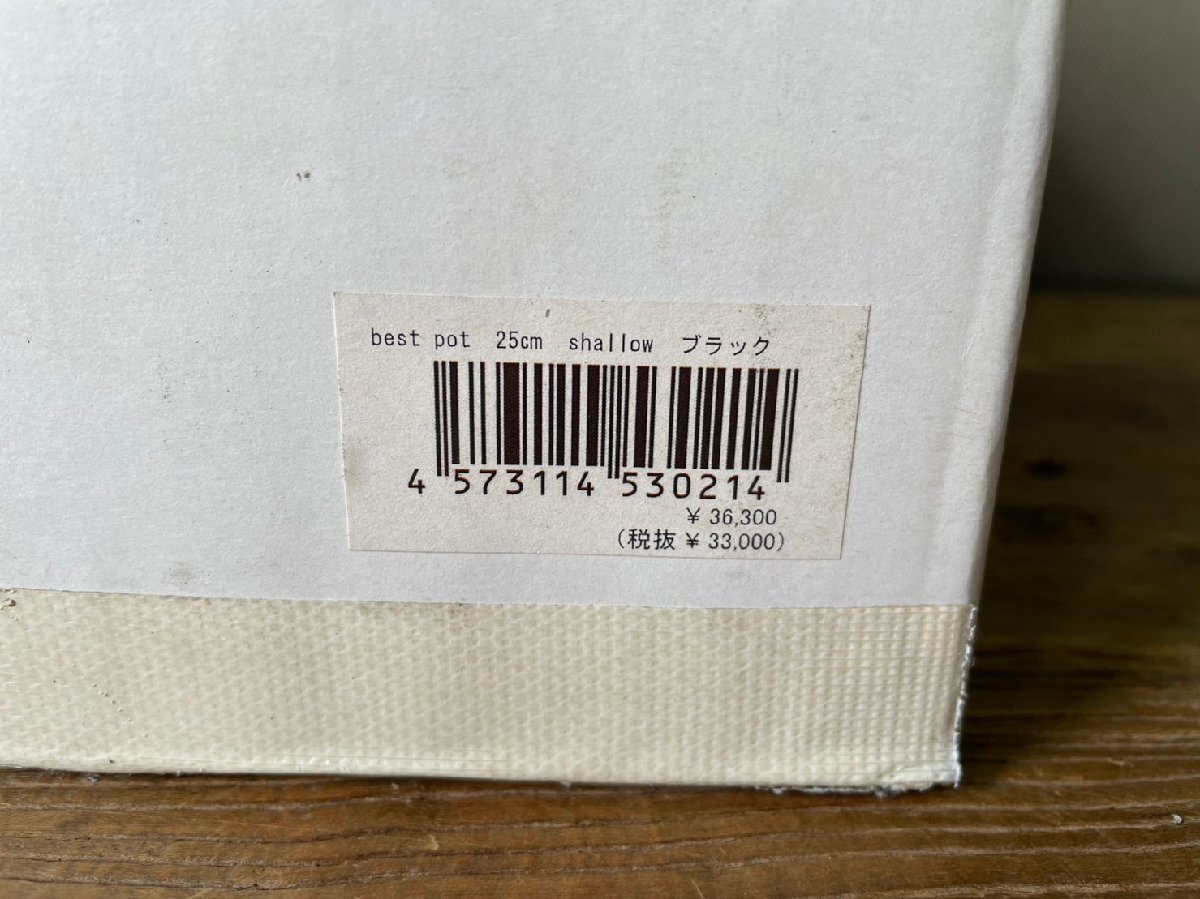 best pot 25cm shallow ブラック
4 573114 530214
¥ 36,300
(税抜 ¥ 33,000)